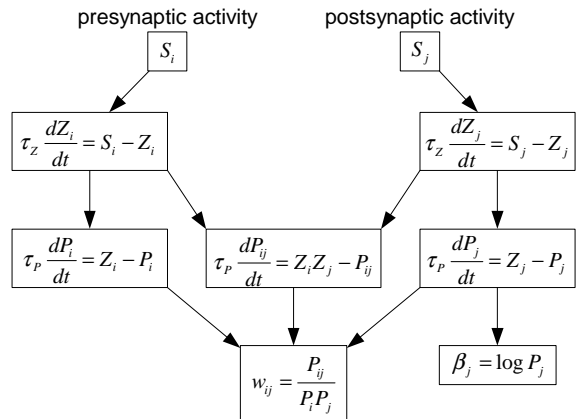 presynaptic activity
postsynaptic activity
S_i
S_j
τ_Z dZ_i/dt = S_i − Z_i
τ_Z dZ_j/dt = S_j − Z_j
τ_P dP_i/dt = Z_i − P_i
τ_P dP_ij/dt = Z_i Z_j − P_ij
τ_P dP_j/dt = Z_j − P_j
w_ij = P_ij/P_i P_j
β_j = log P_j